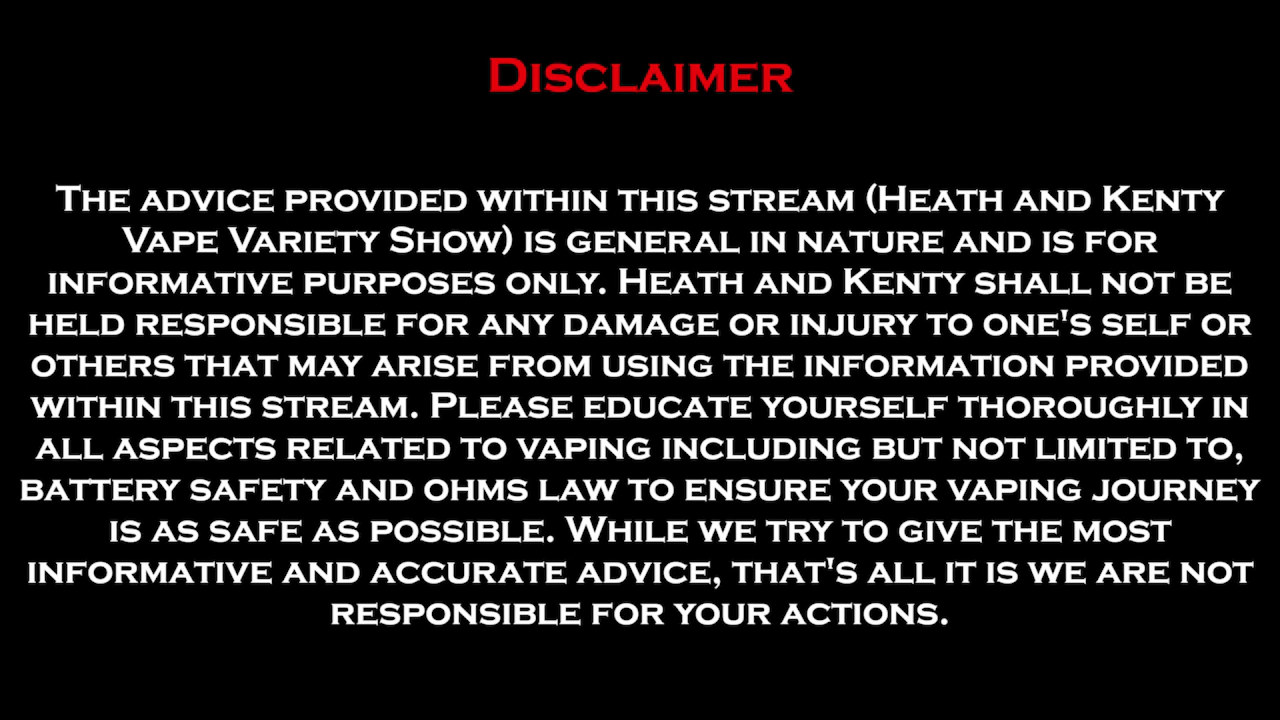 Disclaimer
The advice provided within this stream (Heath and Kenty
Vape Variety Show) is general in nature and is for
informative purposes only. Heath and Kenty shall not be
held responsible for any damage or injury to one's self or
others that may arise from using the information provided
within this stream. Please educate yourself thoroughly in
all aspects related to vaping including but not limited to,
battery safety and ohms law to ensure your vaping journey
is as safe as possible. While we try to give the most
informative and accurate advice, that's all it is we are not
responsible for your actions.